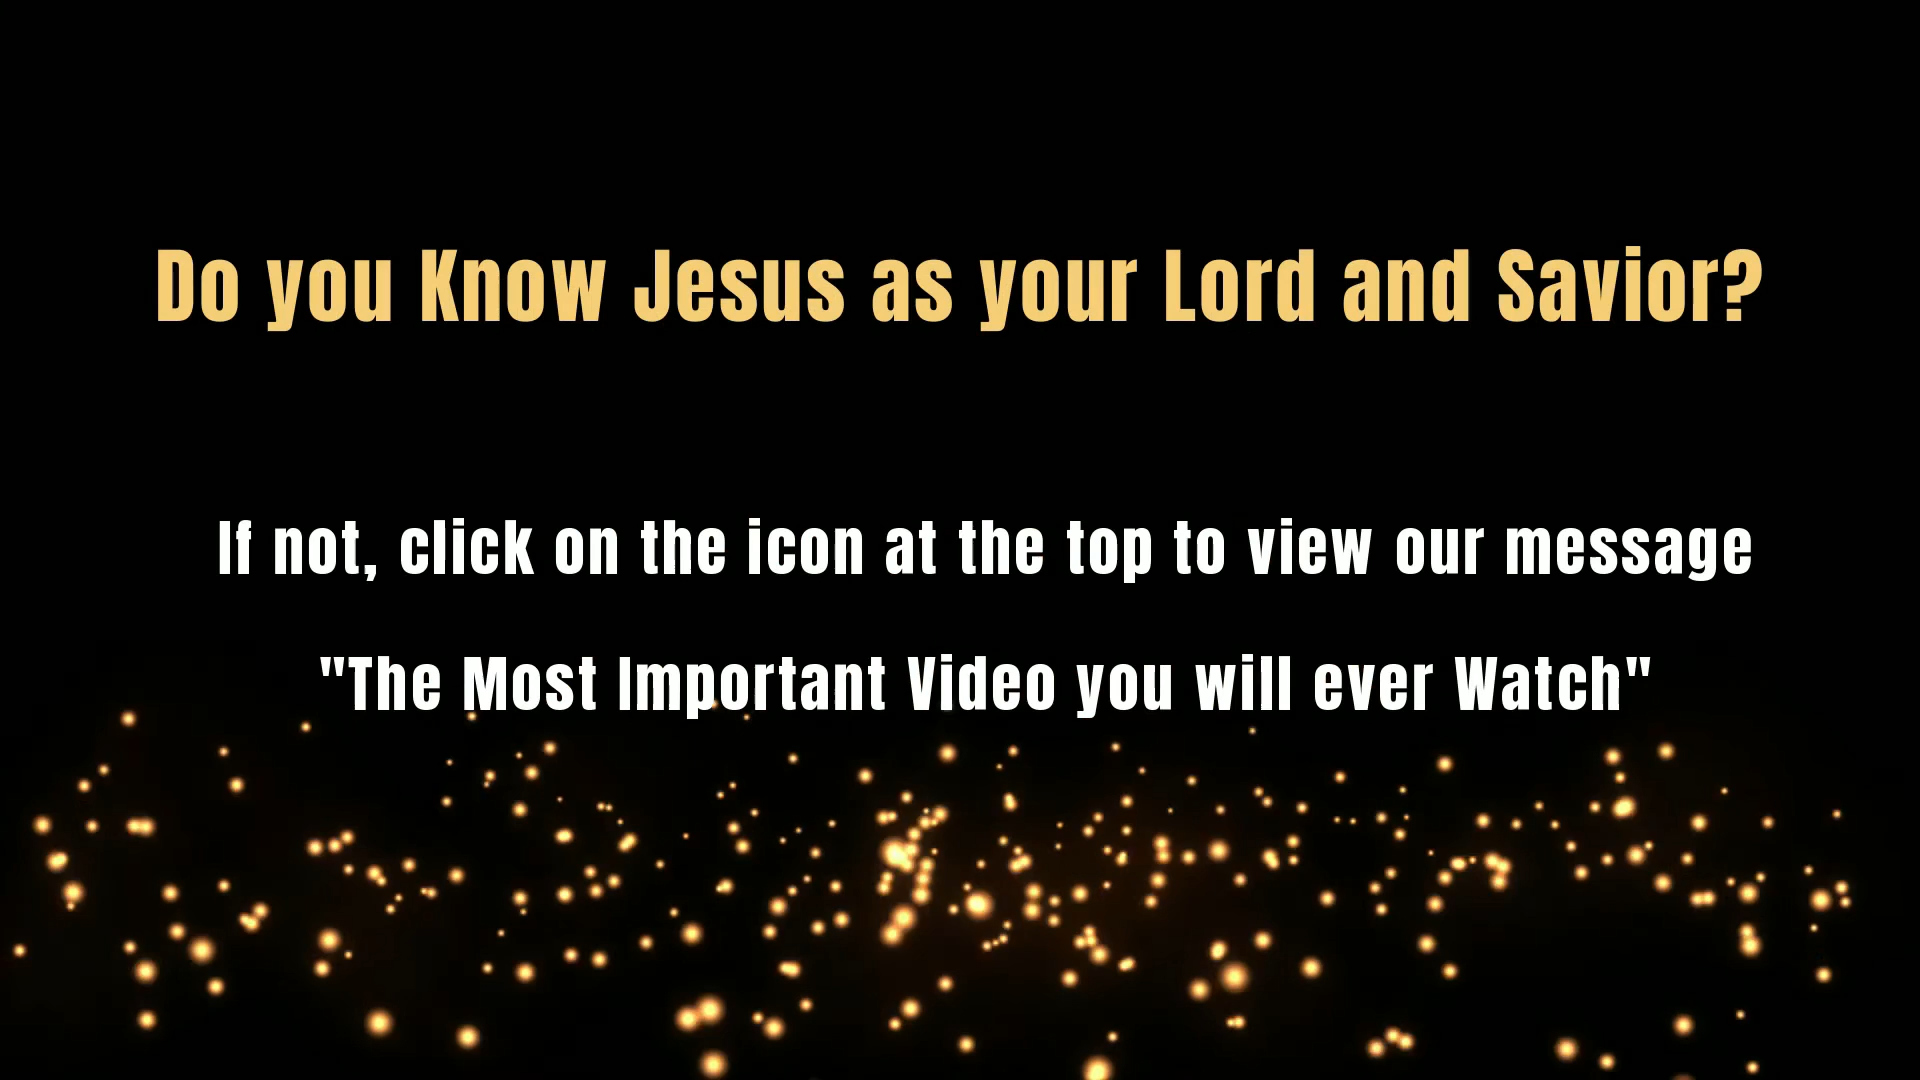 Do you Know Jesus as your Lord and Savior?
If not, click on the icon at the top to view our message
"The Most Important Video you will ever Watch"